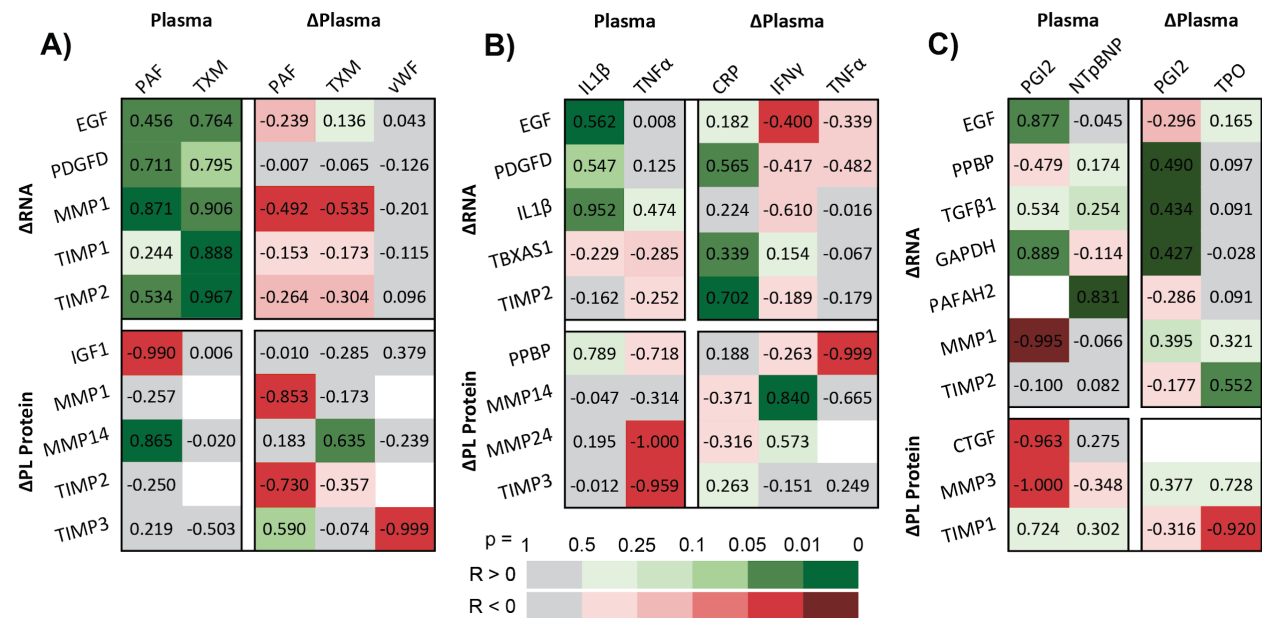 A)
Plasma ΔPlasma
PAF TXM PAF TXM vWF
ΔRNA
EGF 0.456 0.764 -0.239 0.136 0.043
PDGFD 0.711 0.795 -0.007 -0.065 -0.126
MMP1 0.871 0.906 -0.492 -0.535 -0.201
TIMP1 0.244 0.888 -0.153 -0.173 -0.115
TIMP2 0.534 0.967 -0.264 -0.304 0.096
ΔPL Protein
IGF1 -0.990 0.006 -0.010 -0.285 0.379
MMP1 -0.257 -0.853 -0.173
MMP14 0.865 -0.020 0.183 0.635 -0.239
TIMP2 -0.250 -0.730 -0.357
TIMP3 0.219 -0.503 0.590 -0.074 -0.999
B)
Plasma ΔPlasma
IL1β TNFα CRP IFNγ TNFα
ΔRNA
EGF 0.562 0.008 0.182 -0.400 -0.339
PDGFD 0.547 0.125 0.565 -0.417 -0.482
IL1β 0.952 0.474 0.224 -0.610 -0.016
TBXAS1 -0.229 -0.285 0.339 0.154 -0.067
TIMP2 -0.162 -0.252 0.702 -0.189 -0.179
ΔPL Protein
PPBP 0.789 -0.718 0.188 -0.263 -0.999
MMP14 -0.047 -0.314 -0.371 0.840 -0.665
MMP24 0.195 -1.000 -0.316 0.573
TIMP3 -0.012 -0.959 0.263 -0.151 0.249
p = 1 0.5 0.25 0.1 0.05 0.01 0
R > 0
R < 0
C)
Plasma ΔPlasma
PGI2 NTpBNP PGI2 TPO
ΔRNA
EGF 0.877 -0.045 -0.296 0.165
PPBP -0.479 0.174 0.490 0.097
TGFβ1 0.534 0.254 0.434 0.091
GAPDH 0.889 -0.114 0.427 -0.028
PAFAH2 0.831 -0.286 0.091
MMP1 -0.995 -0.066 0.395 0.321
TIMP2 -0.100 0.082 -0.177 0.552
ΔPL Protein
CTGF -0.963 0.275
MMP3 -1.000 -0.348 0.377 0.728
TIMP1 0.724 0.302 -0.316 -0.920